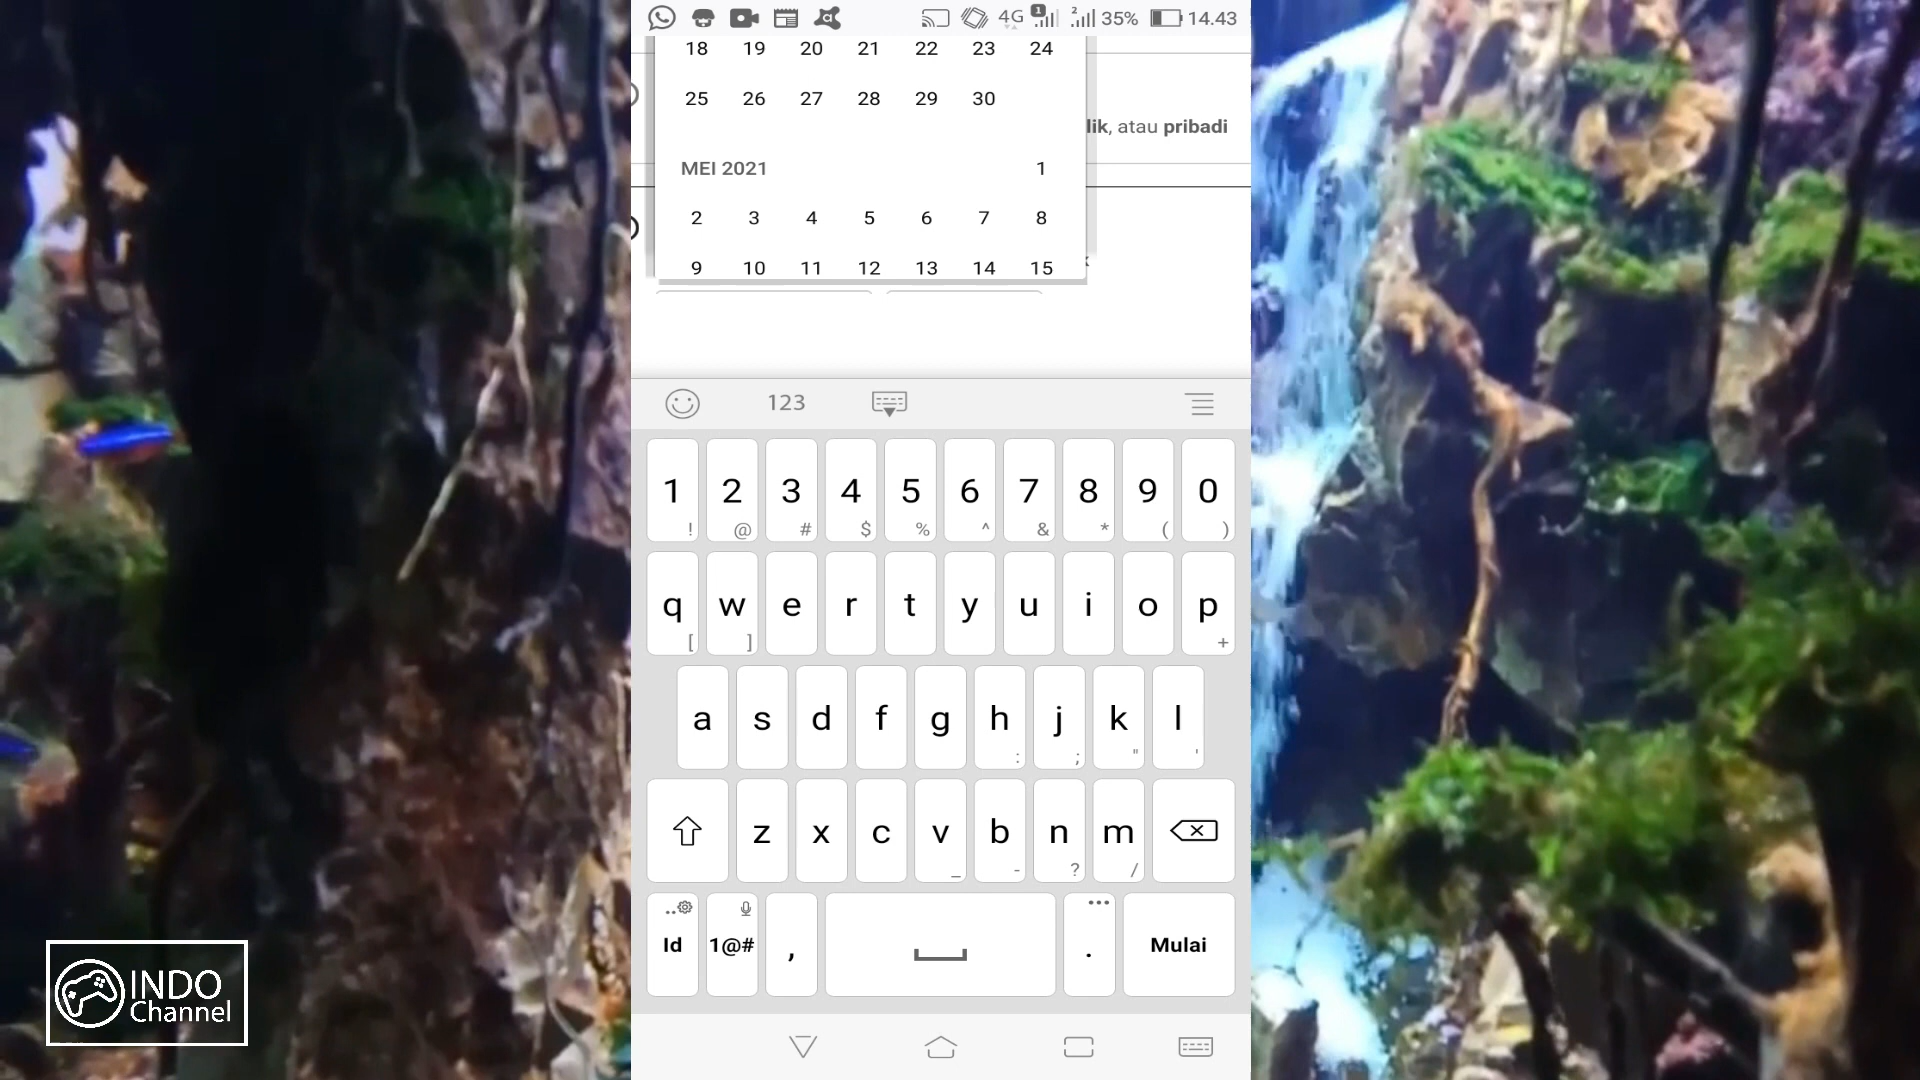 4G 1 2 35% 14.43
18 19 20 21 22 23 24
25 26 27 28 29 30
lik, atau pribadi
MEI 2021 1
2 3 4 5 6 7 8
9 10 11 12 13 14 15
123
1 2 3 4 5 6 7 8 9 0
! @ # $ % ^ & * ( )
q w e r t y u i o p
[ ] +
a s d f g h j k l
: ; " '
z x c v b n m
_ - ? /
Id 1@# , . Mulai
INDO
Channel